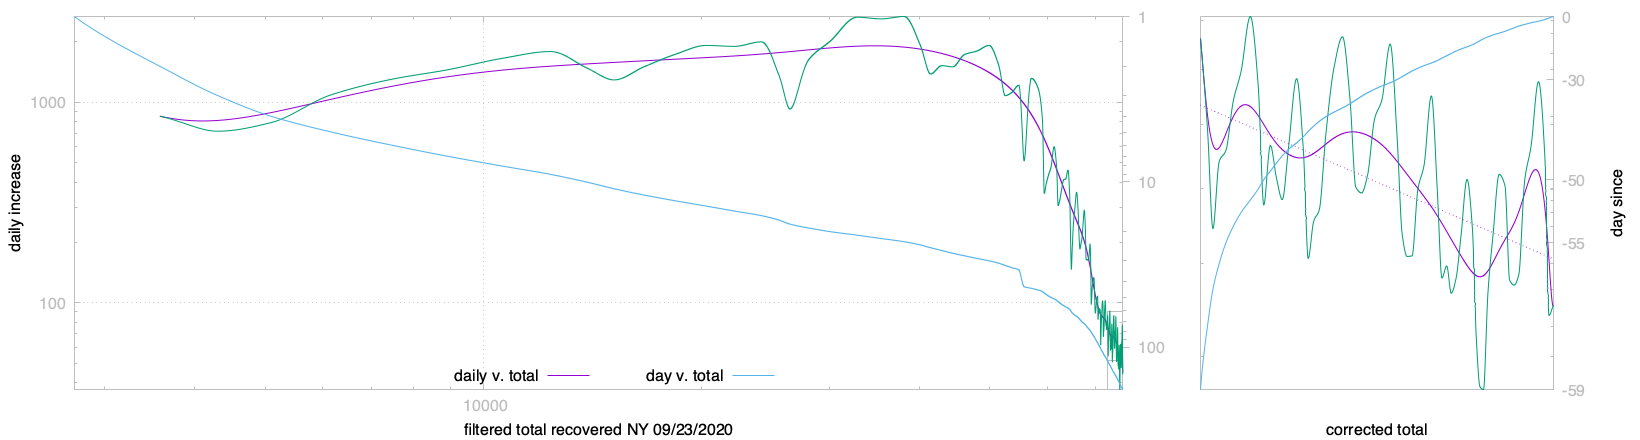 daily increase
1000
100
10000
daily v. total
day v. total
1
10
100
filtered total recovered NY 09/23/2020
0
-30
-50
-55
-59
day since
corrected total